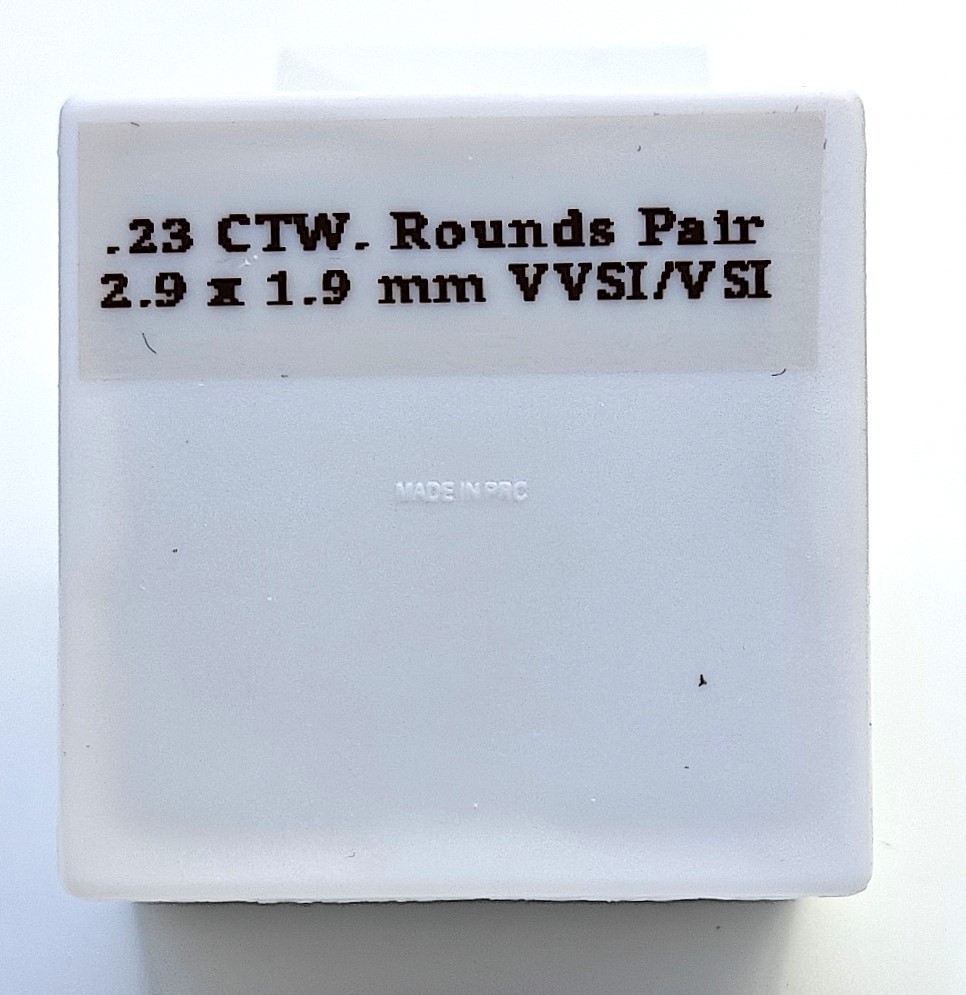 .23 CTW. Rounds Pair
2.9 x 1.9 mm VVSI/VSI
MADE IN PRC